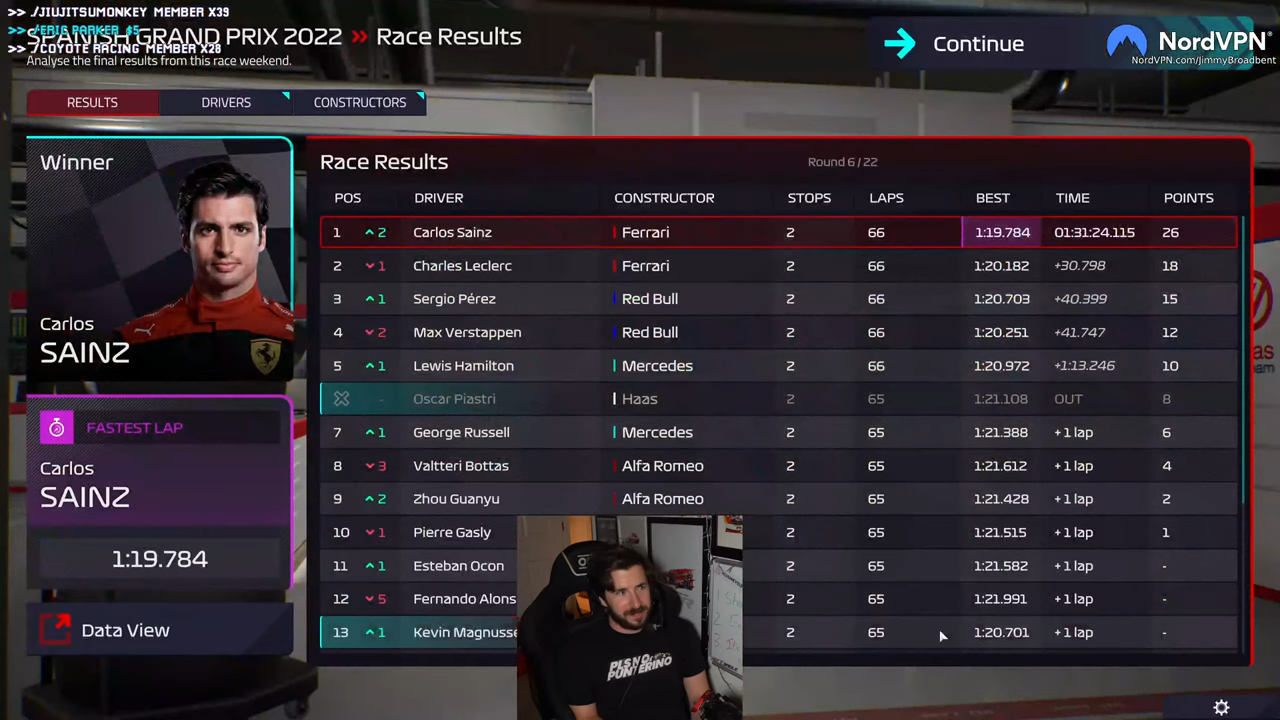 >> ./JIUJITSUMONKEY MEMBER X39
>> ./ERIC PARKER $5
>> ./COYOTE RACING MEMBER X28
SPANISH GRAND PRIX 2022 » Race Results
Analyse the final results from this race weekend.
Continue
NordVPN®
NordVPN.com/JimmyBroadbent
RESULTS DRIVERS CONSTRUCTORS
Winner
Carlos
SAINZ
FASTEST LAP
Carlos
SAINZ
1:19.784
Data View
Race Results Round 6 / 22
POS DRIVER CONSTRUCTOR STOPS LAPS BEST TIME POINTS
1 2 Carlos Sainz Ferrari 2 66 1:19.784 01:31:24.115 26
2 1 Charles Leclerc Ferrari 2 66 1:20.182 +30.798 18
3 1 Sergio Pérez Red Bull 2 66 1:20.703 +40.399 15
4 2 Max Verstappen Red Bull 2 66 1:20.251 +41.747 12
5 1 Lewis Hamilton Mercedes 2 66 1:20.972 +1:13.246 10
- Oscar Piastri Haas 2 65 1:21.108 OUT 8
7 1 George Russell Mercedes 2 65 1:21.388 + 1 lap 6
8 3 Valtteri Bottas Alfa Romeo 2 65 1:21.612 + 1 lap 4
9 2 Zhou Guanyu Alfa Romeo 2 65 1:21.428 + 1 lap 2
10 1 Pierre Gasly 2 65 1:21.515 + 1 lap 1
11 1 Esteban Ocon 2 65 1:21.582 + 1 lap -
12 5 Fernando Alons 2 65 1:21.991 + 1 lap -
13 1 Kevin Magnusse 2 65 1:20.701 + 1 lap -